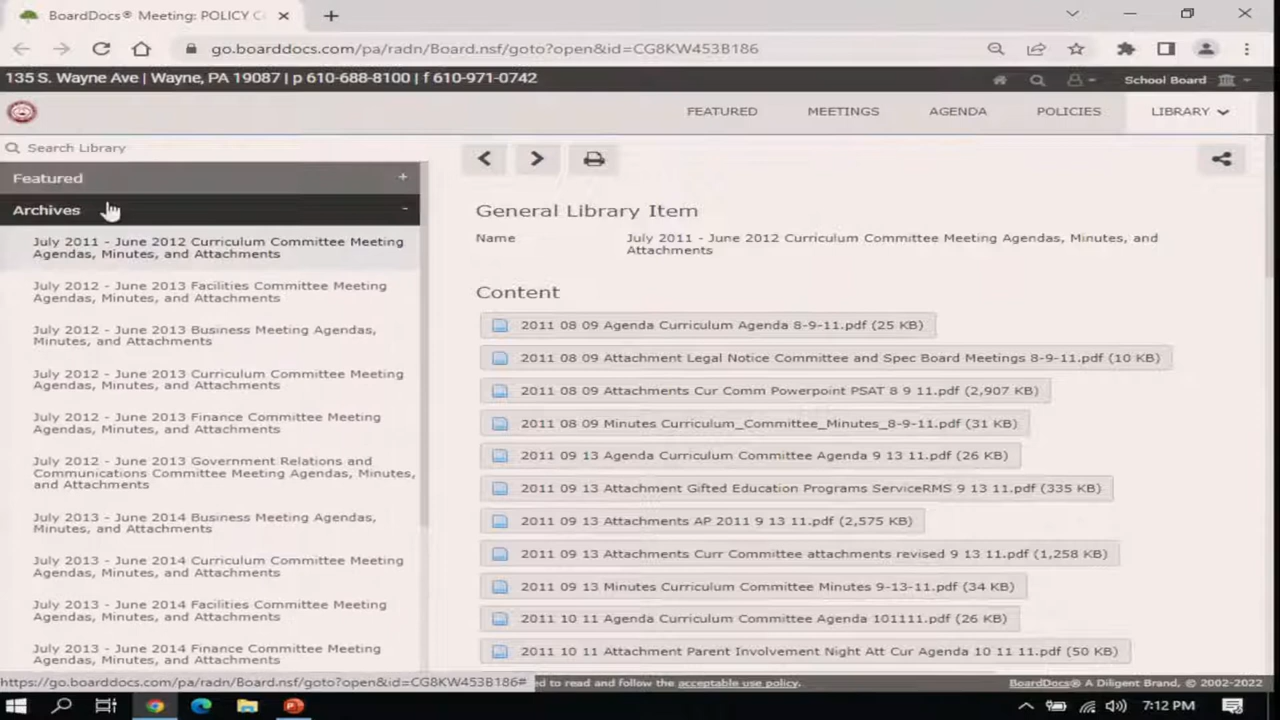 BoardDocs® Meeting: POLICY C
go.boarddocs.com/pa/radn/Board.nsf/goto?open&id=CG8KW453B186
135 S. Wayne Ave | Wayne, PA 19087 | p 610-688-8100 | f 610-971-0742
School Board
FEATURED MEETINGS AGENDA POLICIES LIBRARY
Search Library
Featured +
Archives -
July 2011 - June 2012 Curriculum Committee Meeting
Agendas, Minutes, and Attachments
July 2012 - June 2013 Facilities Committee Meeting
Agendas, Minutes, and Attachments
July 2012 - June 2013 Business Meeting Agendas,
Minutes, and Attachments
July 2012 - June 2013 Curriculum Committee Meeting
Agendas, Minutes, and Attachments
July 2012 - June 2013 Finance Committee Meeting
Agendas, Minutes, and Attachments
July 2012 - June 2013 Government Relations and
Communications Committee Meeting Agendas, Minutes,
and Attachments
July 2013 - June 2014 Business Meeting Agendas,
Minutes, and Attachments
July 2013 - June 2014 Curriculum Committee Meeting
Agendas, Minutes, and Attachments
July 2013 - June 2014 Facilities Committee Meeting
Agendas, Minutes, and Attachments
July 2013 - June 2014 Finance Committee Meeting
Agendas, Minutes, and Attachments
General Library Item
Name July 2011 - June 2012 Curriculum Committee Meeting Agendas, Minutes, and
Attachments
Content
2011 08 09 Agenda Curriculum Agenda 8-9-11.pdf (25 KB)
2011 08 09 Attachment Legal Notice Committee and Spec Board Meetings 8-9-11.pdf (10 KB)
2011 08 09 Attachments Cur Comm Powerpoint PSAT 8 9 11.pdf (2,907 KB)
2011 08 09 Minutes Curriculum_Committee_Minutes_8-9-11.pdf (31 KB)
2011 09 13 Agenda Curriculum Committee Agenda 9 13 11.pdf (26 KB)
2011 09 13 Attachment Gifted Education Programs ServiceRMS 9 13 11.pdf (335 KB)
2011 09 13 Attachments AP 2011 9 13 11.pdf (2,575 KB)
2011 09 13 Attachments Curr Committee attachments revised 9 13 11.pdf (1,258 KB)
2011 09 13 Minutes Curriculum Committee Minutes 9-13-11.pdf (34 KB)
2011 10 11 Agenda Curriculum Committee Agenda 101111.pdf (26 KB)
2011 10 11 Attachment Parent Involvement Night Att Cur Agenda 10 11 11.pdf (50 KB)
https://go.boarddocs.com/pa/radn/Board.nsf/goto?open&id=CG8KW453B186#
ed to read and follow the acceptable use policy.
BoardDocs® A Diligent Brand, © 2002-2022
7:12 PM